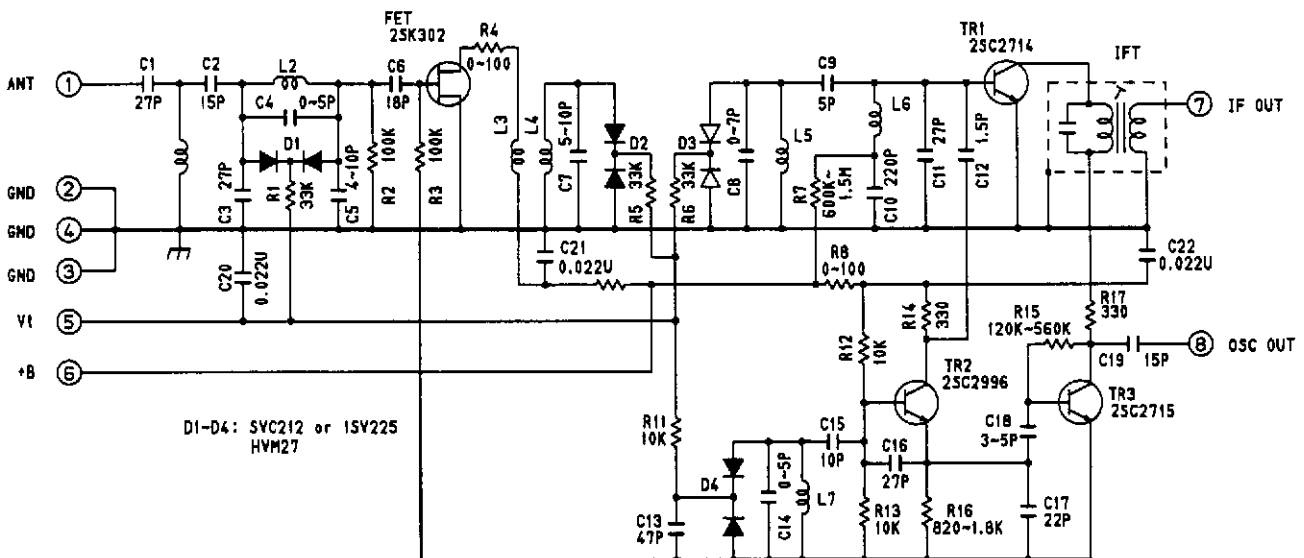 FET
2SK302
R4
0~100
TR1
2SC2714
IFT
ANT
1
C1
27P
C2
15P
L2
C4
0~5P
D1
C6
18P
L3
L4
5~10P
C7
D2
33K
R5
D3
33K
R6
0~7P
C8
L5
C9
5P
L6
R7
600K~
1.5M
220P
C10
27P
C11
1.5P
C12
7
IF OUT
27P
C3
R1
33K
4~10P
C5
100K
R2
100K
R3
GND
2
GND
4
GND
3
C20
0.022U
C21
0.022U
R8
0~100
C22
0.022U
Vt
5
+B
6
R12
10K
R14
330
R15
120K~560K
R17
330
C19
15P
8
OSC OUT
TR2
2SC2996
TR3
2SC2715
D1-D4: SVC212 or 1SV225
HVM27
R11
10K
C13
47P
D4
0~5P
C14
L7
C15
10P
C16
27P
R13
10K
R16
820~1.8K
C18
3~5P
C17
22P